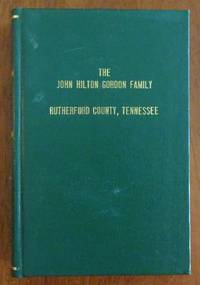 THE
JOHN HILTON GORDON FAMILY
RUTHERFORD COUNTY, TENNESSEE